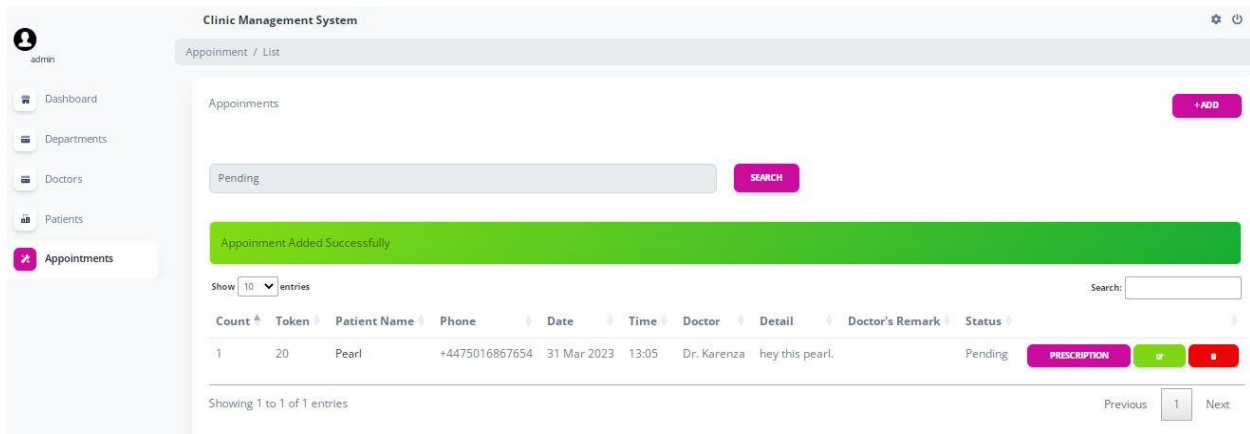 Clinic Management System
admin
Appoinment / List
Dashboard
Departments
Doctors
Patients
Appointments
Appoinments
+ADD
Pending
SEARCH
Appoinment Added Successfully
Show 10 entries
Search:
Count Token Patient Name Phone Date Time Doctor Detail Doctor's Remark Status
1 20 Pearl +4475016867654 31 Mar 2023 13:05 Dr. Karenza hey this pearl. Pending PRESCRIPTION
Showing 1 to 1 of 1 entries
Previous 1 Next